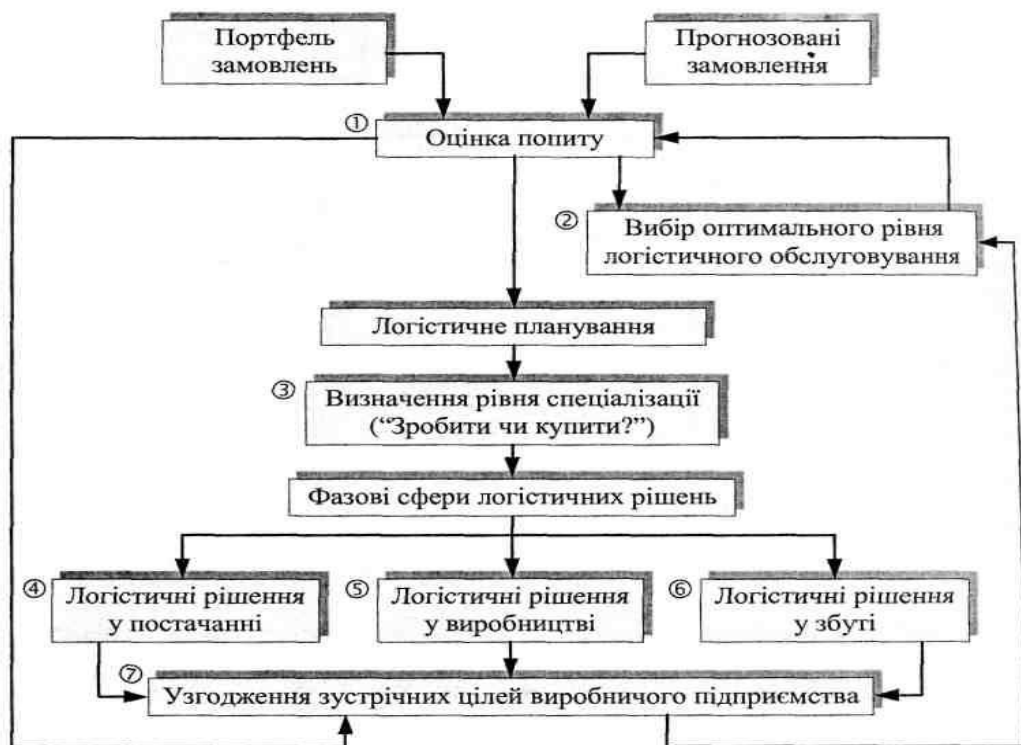 Портфель
замовлень
Прогнозовані
замовлення
①
Оцінка попиту
②
Вибір оптимального рівня
логістичного обслуговування
Логістичне планування
③
Визначення рівня спеціалізації
(“Зробити чи купити?”)
Фазові сфери логістичних рішень
④
Логістичні рішення
у постачанні
⑤
Логістичні рішення
у виробництві
⑥
Логістичні рішення
у збуті
⑦
Узгодження зустрічних цілей виробничого підприємства